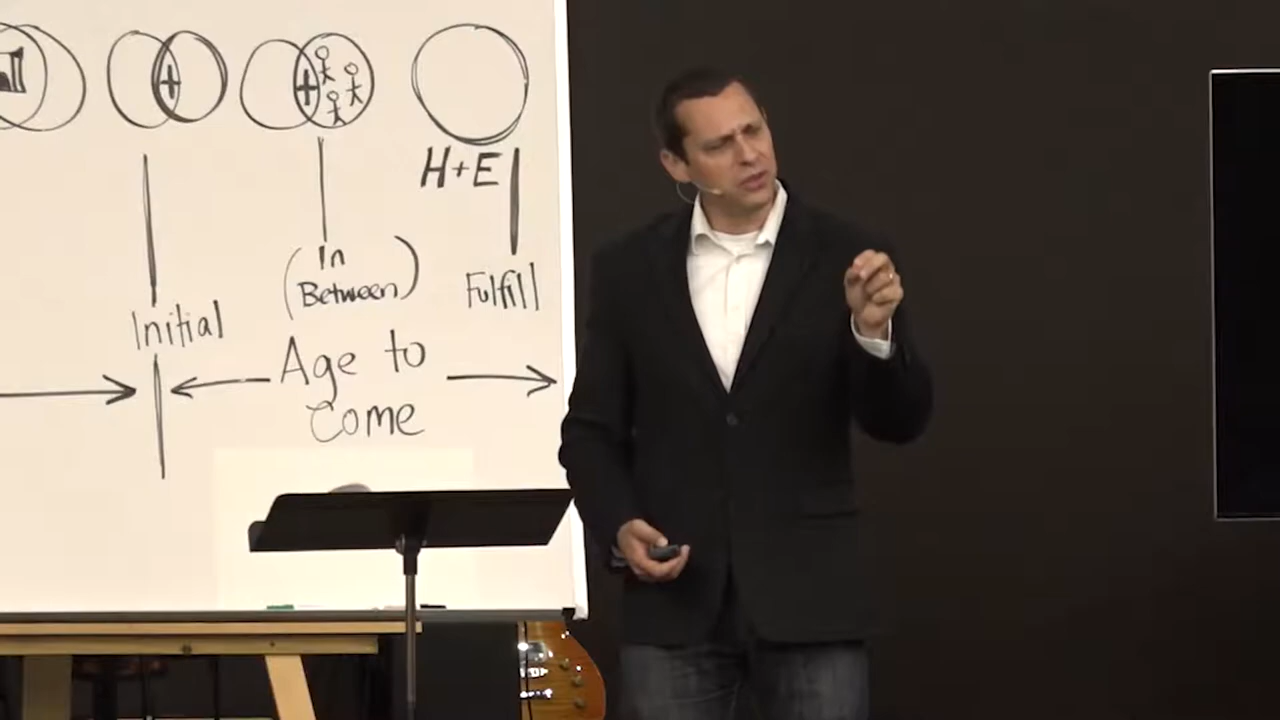 H+E
In
(Between)
Fulfill
Initial
Age to
Come